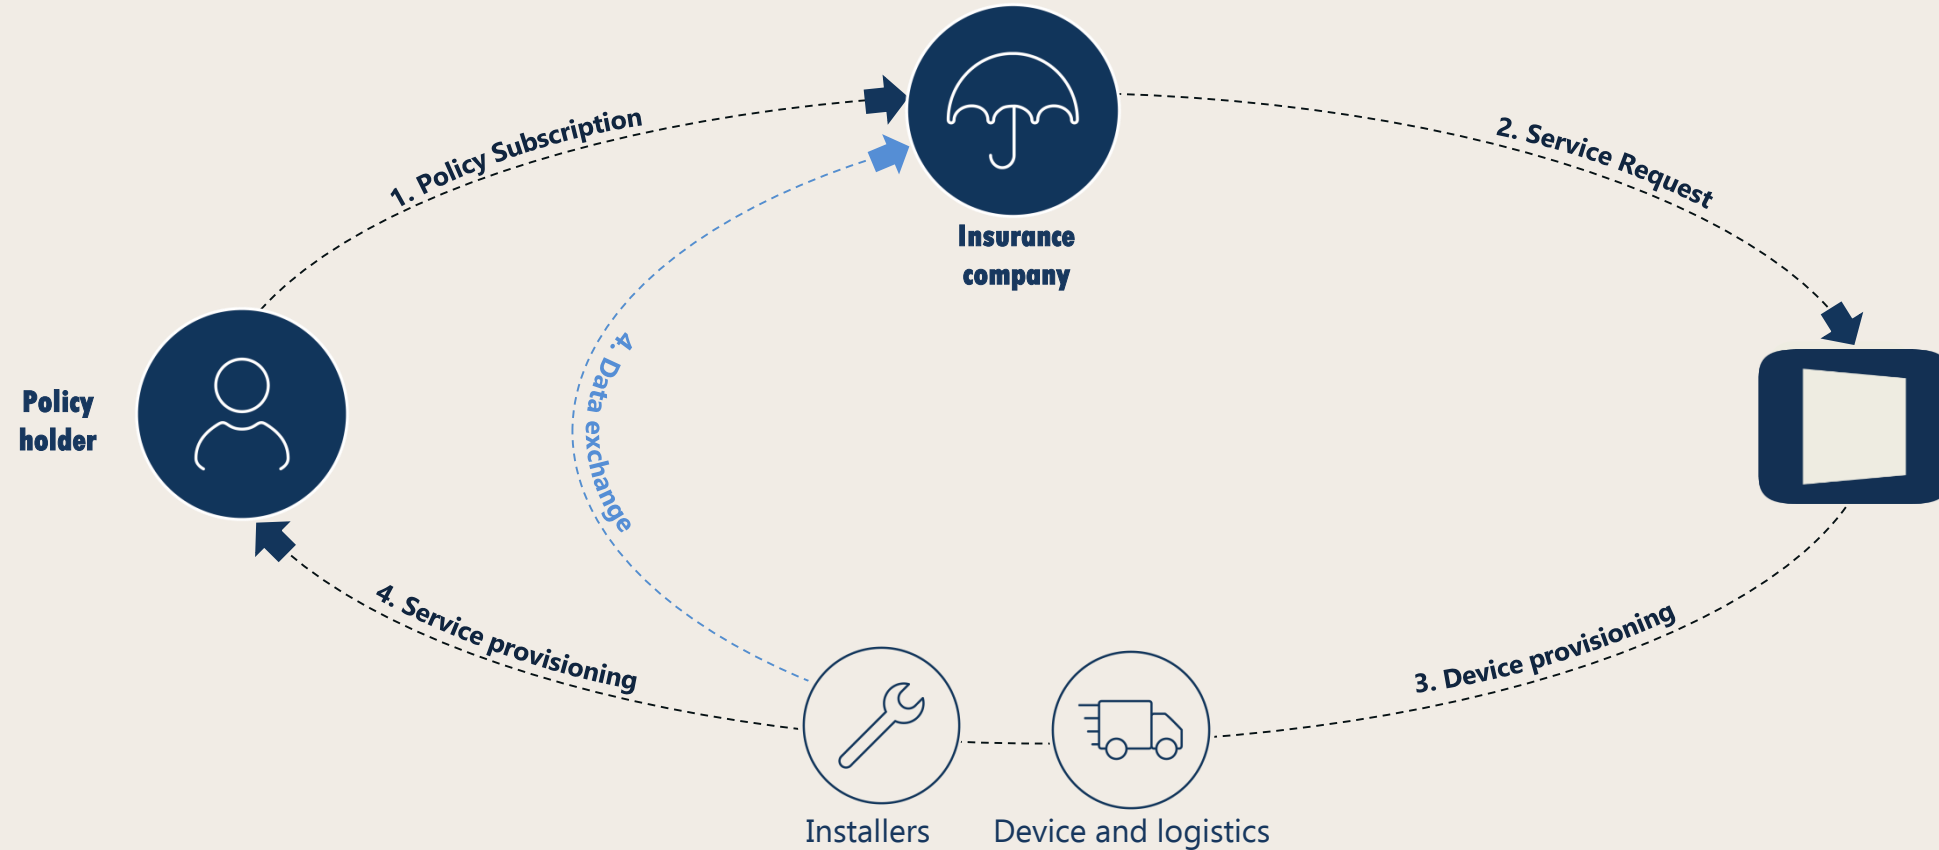 1. Policy Subscription
2. Service Request
Insurance
company
4. Data exchange
Policy
holder
4. Service provisioning
3. Device provisioning
Installers
Device and logistics